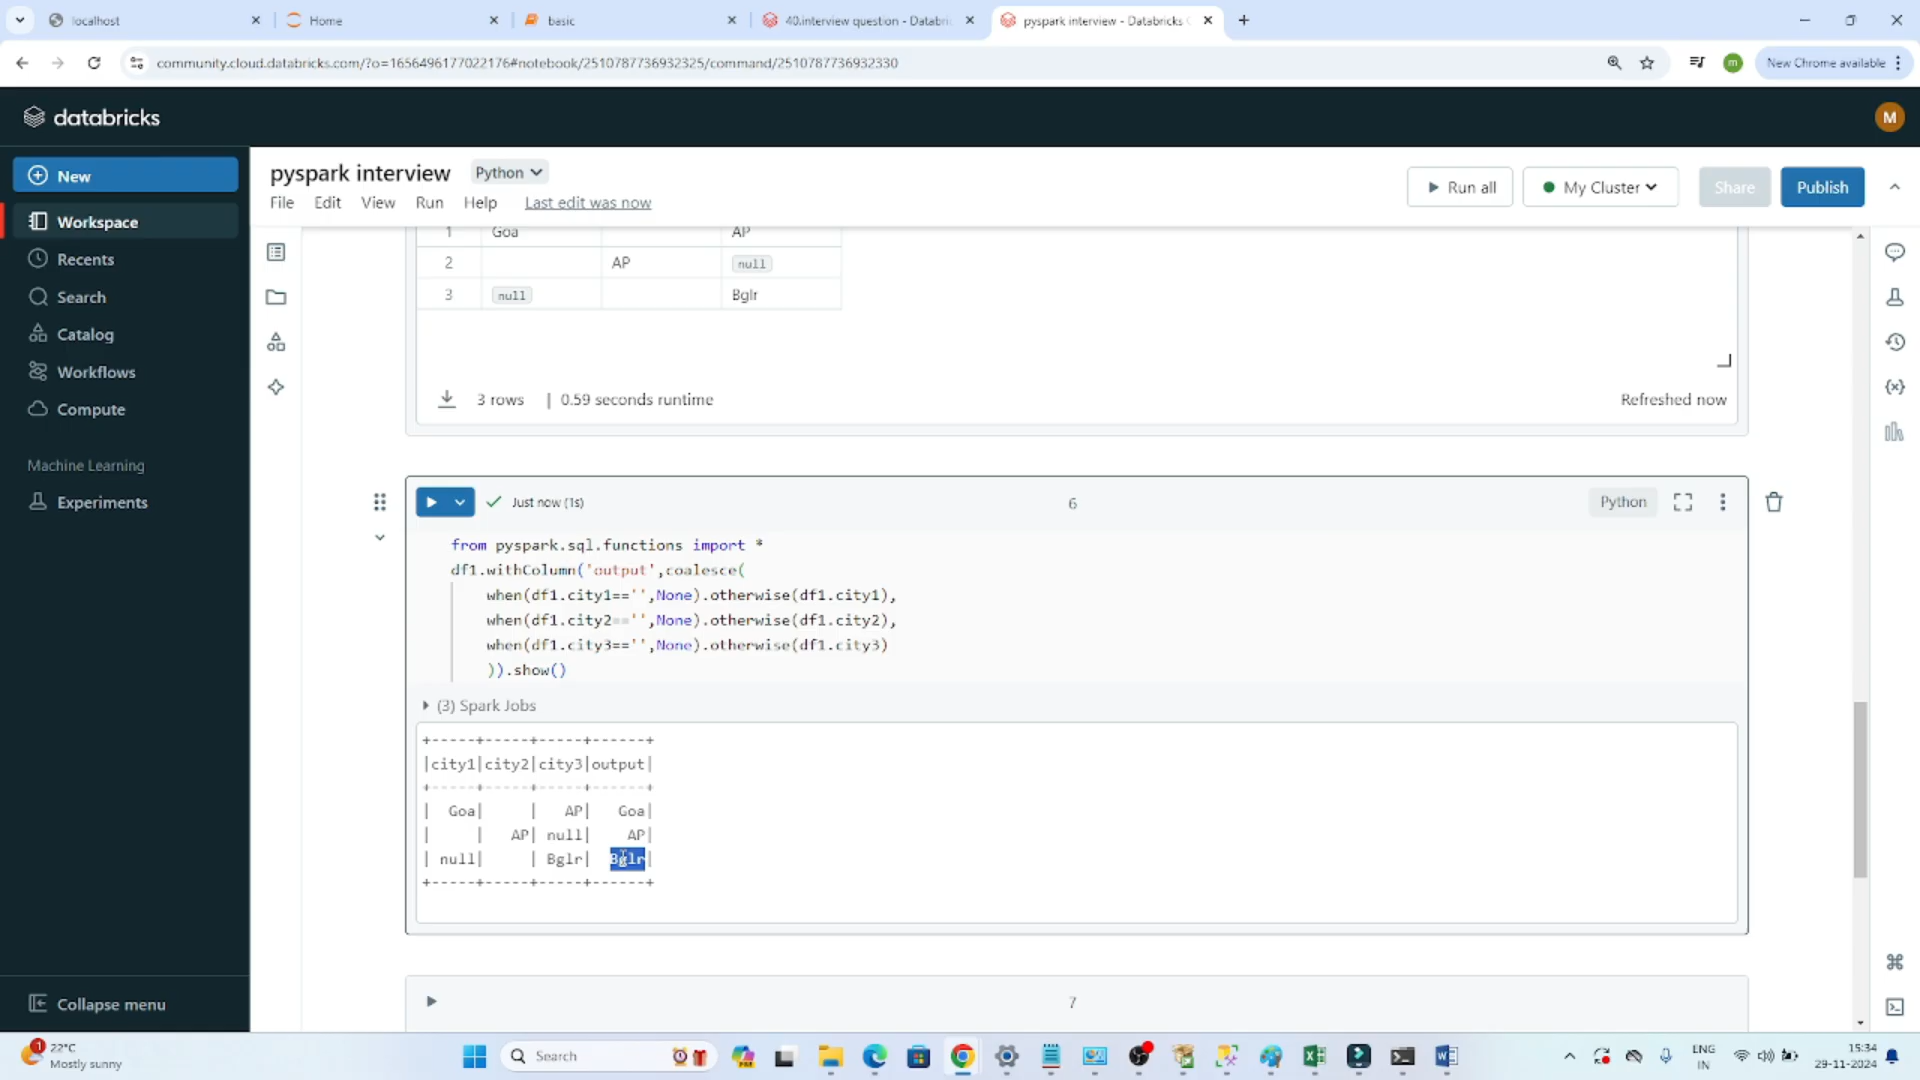 localhost
Home
basic
40.interview question - Databri
pyspark interview - Databricks C
community.cloud.databricks.com/?o=1656496177022176#notebook/2510787736932325/command/2510787736932330
New Chrome available
m
databricks
M
New
Workspace
Recents
Search
Catalog
Workflows
Compute
Machine Learning
Experiments
Collapse menu
pyspark interview
Python
File Edit View Run Help Last edit was now
Run all
My Cluster
Share
Publish
1 Goa AP
2 AP null
3 null Bglr
3 rows | 0.59 seconds runtime
Refreshed now
Just now (1s)
6
Python
from pyspark.sql.functions import *
df1.withColumn('output',coalesce(
when(df1.city1=='',None).otherwise(df1.city1),
when(df1.city2=='',None).otherwise(df1.city2),
when(df1.city3=='',None).otherwise(df1.city3)
)).show()
(3) Spark Jobs
+-----+-----+-----+------+
|city1|city2|city3|output|
+-----+-----+-----+------+
|  Goa|     |   AP|   Goa|
|     |   AP| null|    AP|
| null|     | Bglr|  Bglr|
+-----+-----+-----+------+
7
1
22°C
Mostly sunny
Search
ENG
IN
15:34
29-11-2024